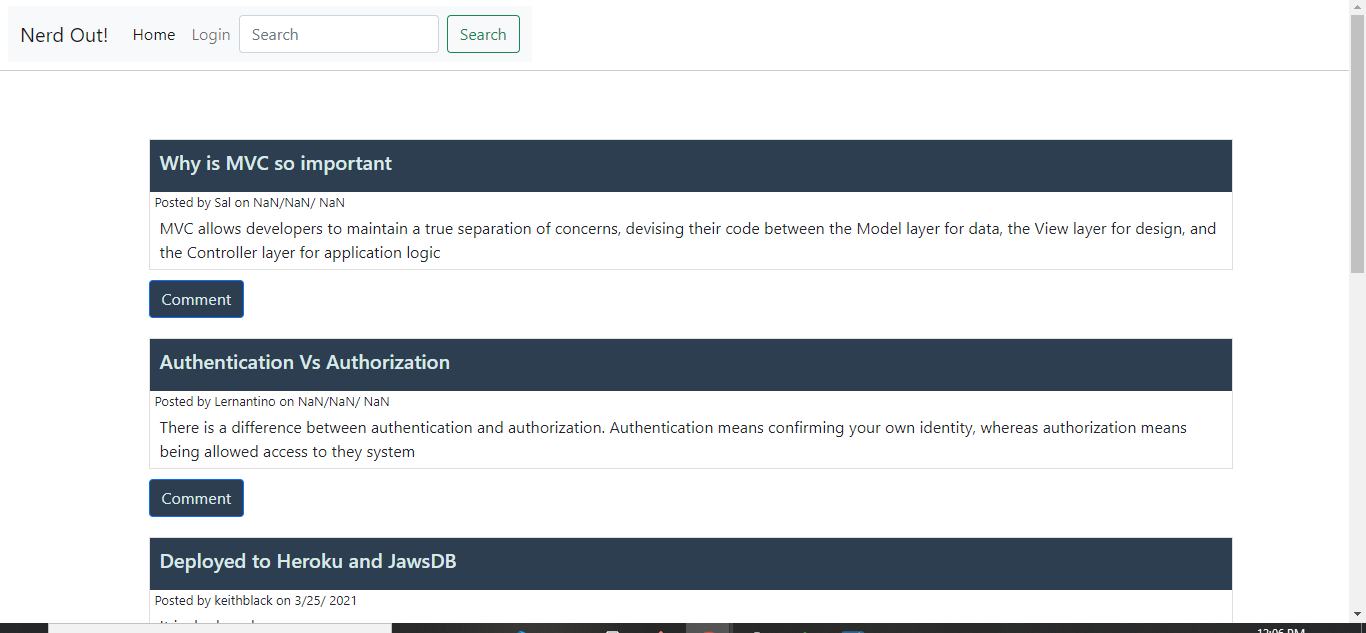 Nerd Out! Home Login Search Search
Why is MVC so important
Posted by Sal on NaN/NaN/ NaN
MVC allows developers to maintain a true separation of concerns, devising their code between the Model layer for data, the View layer for design, and
the Controller layer for application logic
Comment
Authentication Vs Authorization
Posted by Lernantino on NaN/NaN/ NaN
There is a difference between authentication and authorization. Authentication means confirming your own identity, whereas authorization means
being allowed access to they system
Comment
Deployed to Heroku and JawsDB
Posted by keithblack on 3/25/ 2021
12:06 PM